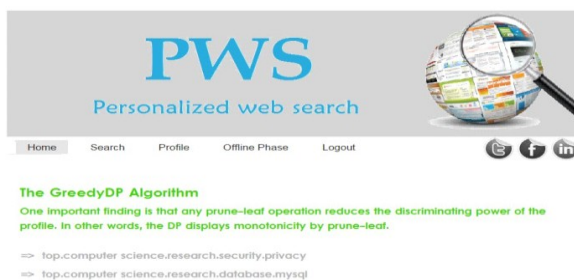 PWS
Personalized web search
Home Search Profile Offline Phase Logout
The GreedyDP Algorithm
One important finding is that any prune-leaf operation reduces the discriminating power of the
profile. In other words, the DP displays monotonicity by prune-leaf.
=> top.computer science.research.security.privacy
=> top.computer science.research.database.mysql